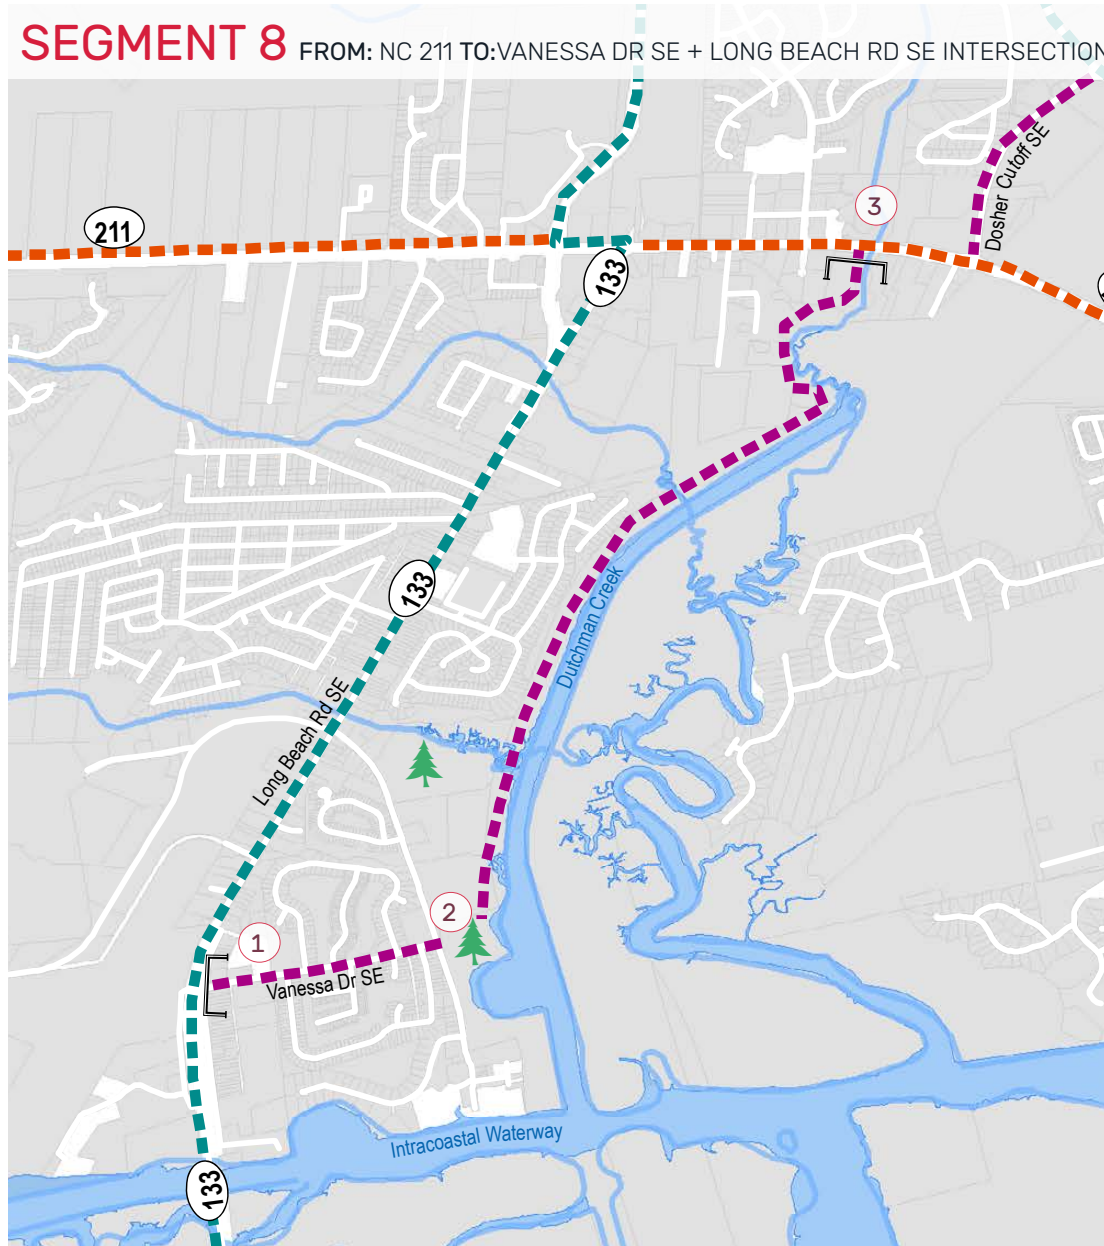 SEGMENT 8 FROM: NC 211 TO:VANESSA DR SE + LONG BEACH RD SE INTERSECTION
Dosher Cutoff SE
3
211
133
133
Dutchman Creek
Long Beach Rd SE
2
1
Vanessa Dr SE
Intracoastal Waterway
133